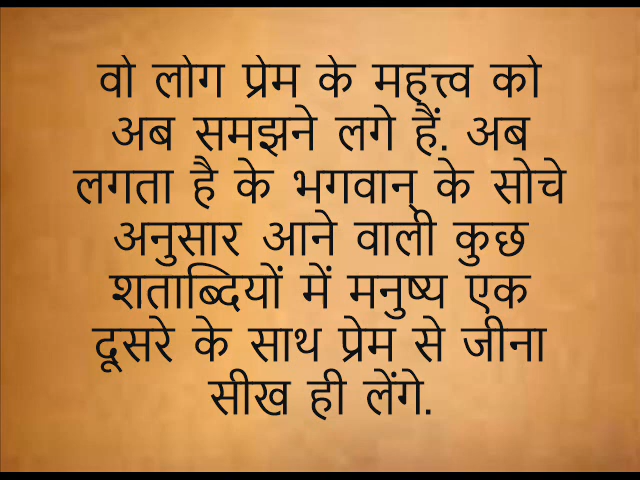 वो लोग प्रेम के महत्त्व को
अब समझने लगे हैं. अब
लगता है के भगवान् के सोचे
अनुसार आने वाली कुछ
शताब्दियों में मनुष्य एक
दूसरे के साथ प्रेम से जीना
सीख ही लेंगे.